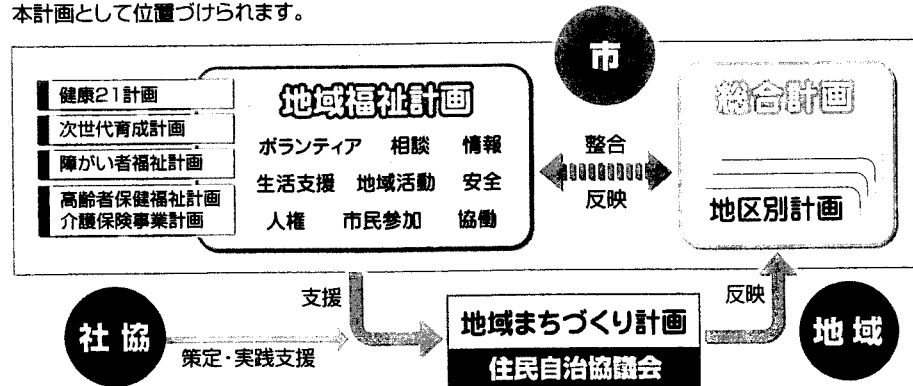 本計画として位置づけられます。
市
健康21計画
次世代育成計画
障がい者福祉計画
高齢者保健福祉計画
介護保険事業計画
地域福祉計画
ボランティア 相談 情報
生活支援 地域活動 安全
人権 市民参加 協働
整合
反映
総合計画
地区別計画
支援
反映
社協
策定・実践支援
地域まちづくり計画
住民自治協議会
地域